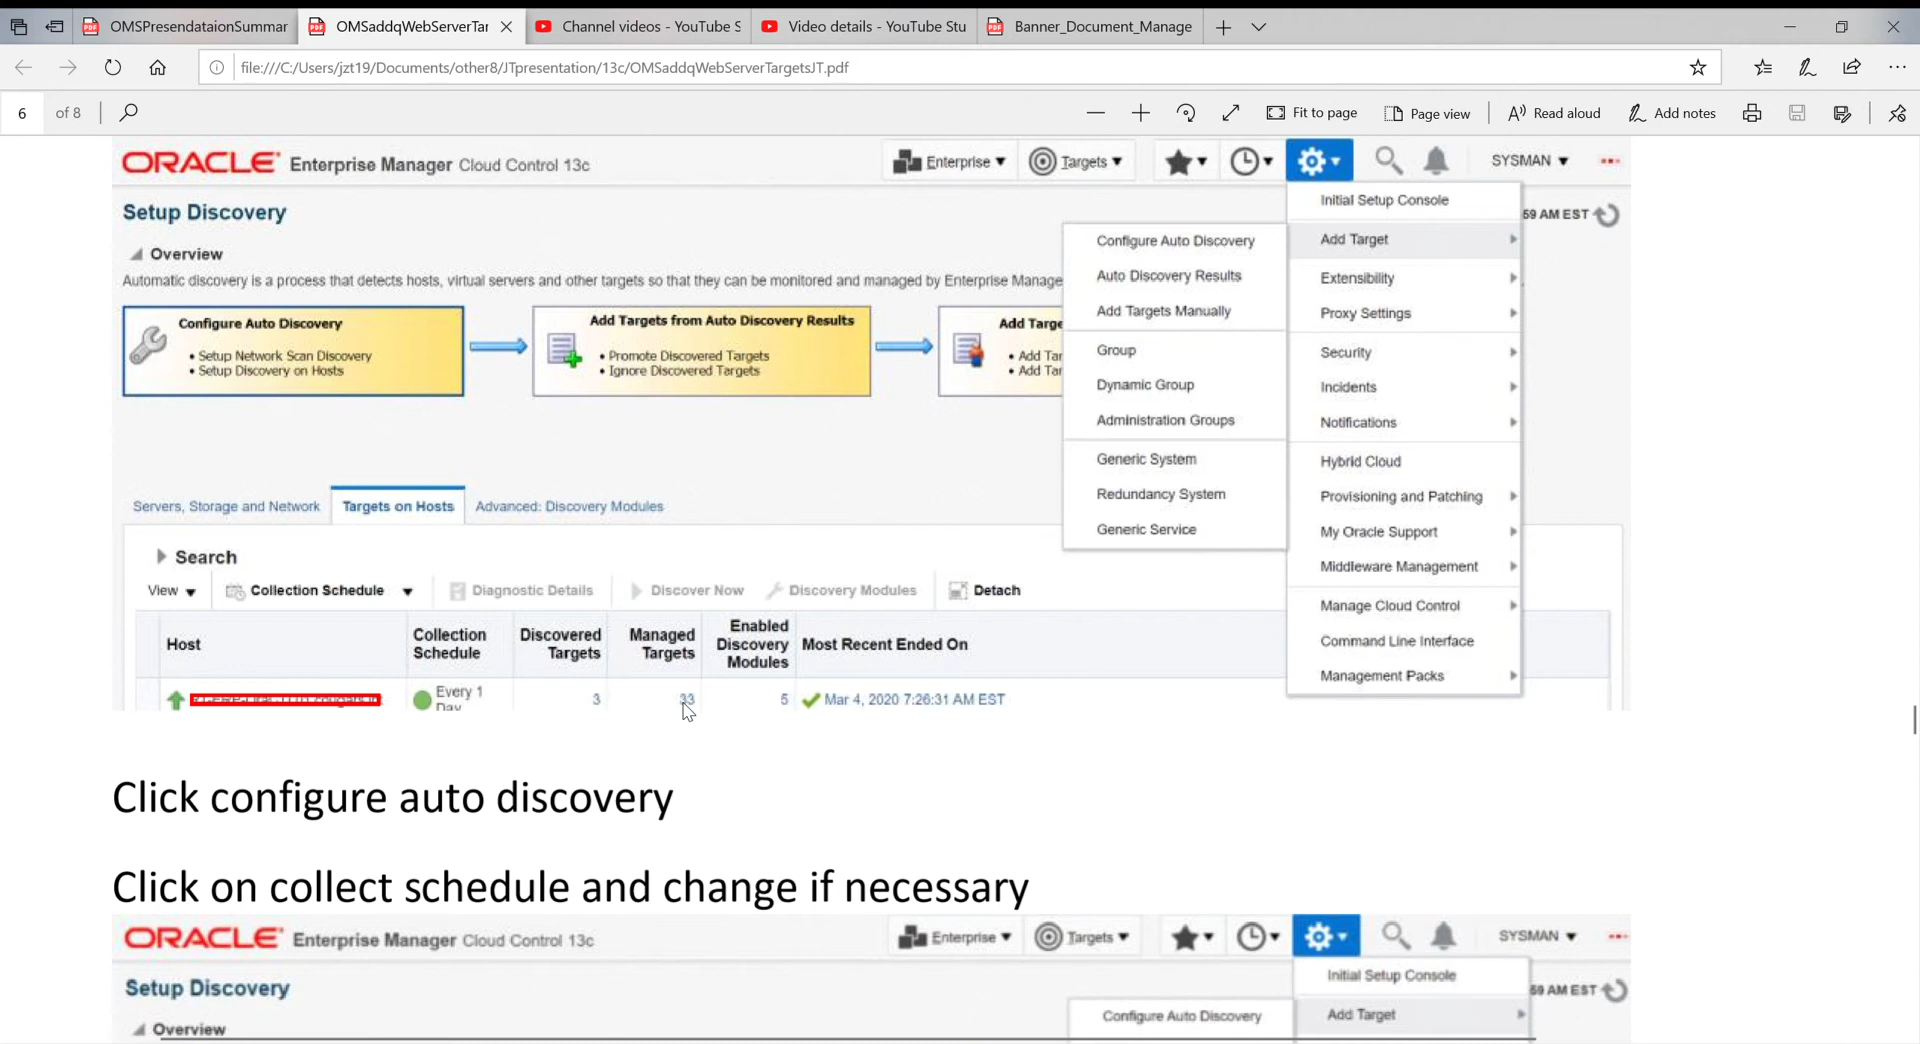 OMSPresendataionSummar
OMSaddqWebServerTar
Channel videos - YouTube S
Video details - YouTube Stu
Banner_Document_Manage
file:///C:/Users/jzt19/Documents/other8/JTpresentation/13c/OMSaddqWebServerTargetsJT.pdf
6 of 8
Fit to page
Page view
Read aloud
Add notes
ORACLE Enterprise Manager Cloud Control 13c
Enterprise
Targets
SYSMAN
Setup Discovery
59 AM EST
Overview
Automatic discovery is a process that detects hosts, virtual servers and other targets so that they can be monitored and managed by Enterprise Manage
Configure Auto Discovery
• Setup Network Scan Discovery
• Setup Discovery on Hosts
Add Targets from Auto Discovery Results
• Promote Discovered Targets
• Ignore Discovered Targets
Add Targe
• Add Tar
• Add Tar
Configure Auto Discovery
Auto Discovery Results
Add Targets Manually
Group
Dynamic Group
Administration Groups
Generic System
Redundancy System
Generic Service
Initial Setup Console
Add Target
Extensibility
Proxy Settings
Security
Incidents
Notifications
Hybrid Cloud
Provisioning and Patching
My Oracle Support
Middleware Management
Manage Cloud Control
Command Line Interface
Management Packs
Servers, Storage and Network
Targets on Hosts
Advanced: Discovery Modules
Search
View
Collection Schedule
Diagnostic Details
Discover Now
Discovery Modules
Detach
Host
Collection
Schedule
Discovered
Targets
Managed
Targets
Enabled
Discovery
Modules
Most Recent Ended On
Every 1
Day
3
33
5
Mar 4, 2020 7:26:31 AM EST
Click configure auto discovery
Click on collect schedule and change if necessary
ORACLE Enterprise Manager Cloud Control 13c
Enterprise
Targets
SYSMAN
Initial Setup Console
Setup Discovery
59 AM EST
Configure Auto Discovery
Add Target
Overview